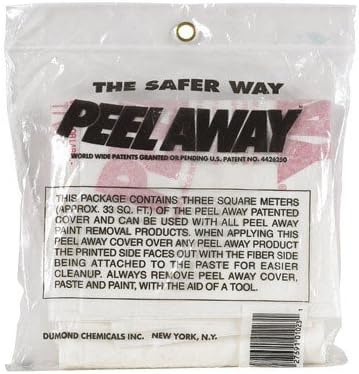 THE SAFER WAY
PEEL AWAY
WORLD WIDE PATENTS GRANTED OR PENDING U.S. PATENT NO. 4426250
THIS PACKAGE CONTAINS THREE SQUARE METERS
(APPROX. 33 SQ. FT.) OF THE PEEL AWAY PATENTED
COVER AND CAN BE USED WITH ALL PEEL AWAY
PAINT REMOVAL PRODUCTS. WHEN APPLYING THIS
PEEL AWAY COVER OVER ANY PEEL AWAY PRODUCT
THE PRINTED SIDE FACES OUT WITH THE FIBER SIDE
BEING ATTACHED TO THE PASTE FOR EASIER
CLEANUP. ALWAYS REMOVE PEEL AWAY COVER,
PASTE AND PAINT, WITH THE AID OF A TOOL.
DUMOND CHEMICALS INC. NEW YORK, N.Y.